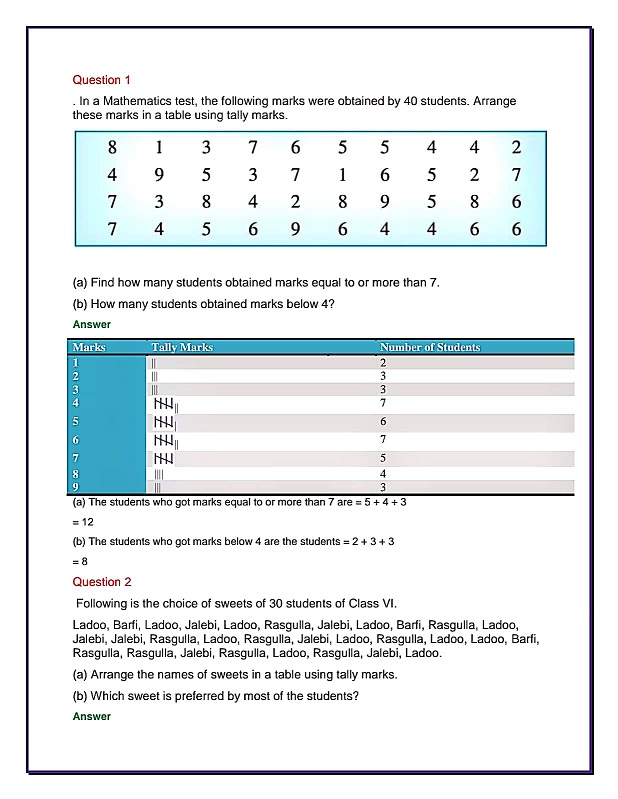 Question 1
. In a Mathematics test, the following marks were obtained by 40 students. Arrange
these marks in a table using tally marks.
8 1 3 7 6 5 5 4 4 2
4 9 5 3 7 1 6 5 2 7
7 3 8 4 2 8 9 5 8 6
7 4 5 6 9 6 4 4 6 6
(a) Find how many students obtained marks equal to or more than 7.
(b) How many students obtained marks below 4?
Answer
Marks Tally Marks Number of Students
1 || 2
2 ||| 3
3 ||| 3
4 𝍸|| 7
5 𝍸| 6
6 𝍸|| 7
7 𝍸 5
8 |||| 4
9 ||| 3
(a) The students who got marks equal to or more than 7 are = 5 + 4 + 3
= 12
(b) The students who got marks below 4 are the students = 2 + 3 + 3
= 8
Question 2
Following is the choice of sweets of 30 students of Class VI.
Ladoo, Barfi, Ladoo, Jalebi, Ladoo, Rasgulla, Jalebi, Ladoo, Barfi, Rasgulla, Ladoo,
Jalebi, Jalebi, Rasgulla, Ladoo, Rasgulla, Jalebi, Ladoo, Rasgulla, Ladoo, Ladoo, Barfi,
Rasgulla, Rasgulla, Jalebi, Rasgulla, Ladoo, Rasgulla, Jalebi, Ladoo.
(a) Arrange the names of sweets in a table using tally marks.
(b) Which sweet is preferred by most of the students?
Answer